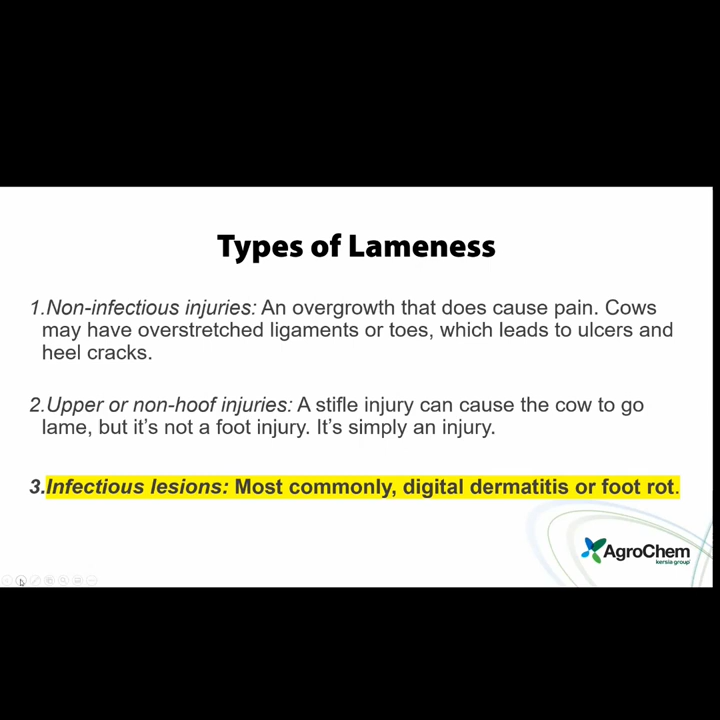 Types of Lameness
1.Non-infectious injuries: An overgrowth that does cause pain. Cows
may have overstretched ligaments or toes, which leads to ulcers and
heel cracks.
2.Upper or non-hoof injuries: A stifle injury can cause the cow to go
lame, but it's not a foot injury. It's simply an injury.
3.Infectious lesions: Most commonly, digital dermatitis or foot rot.
AgroChem
kersia group